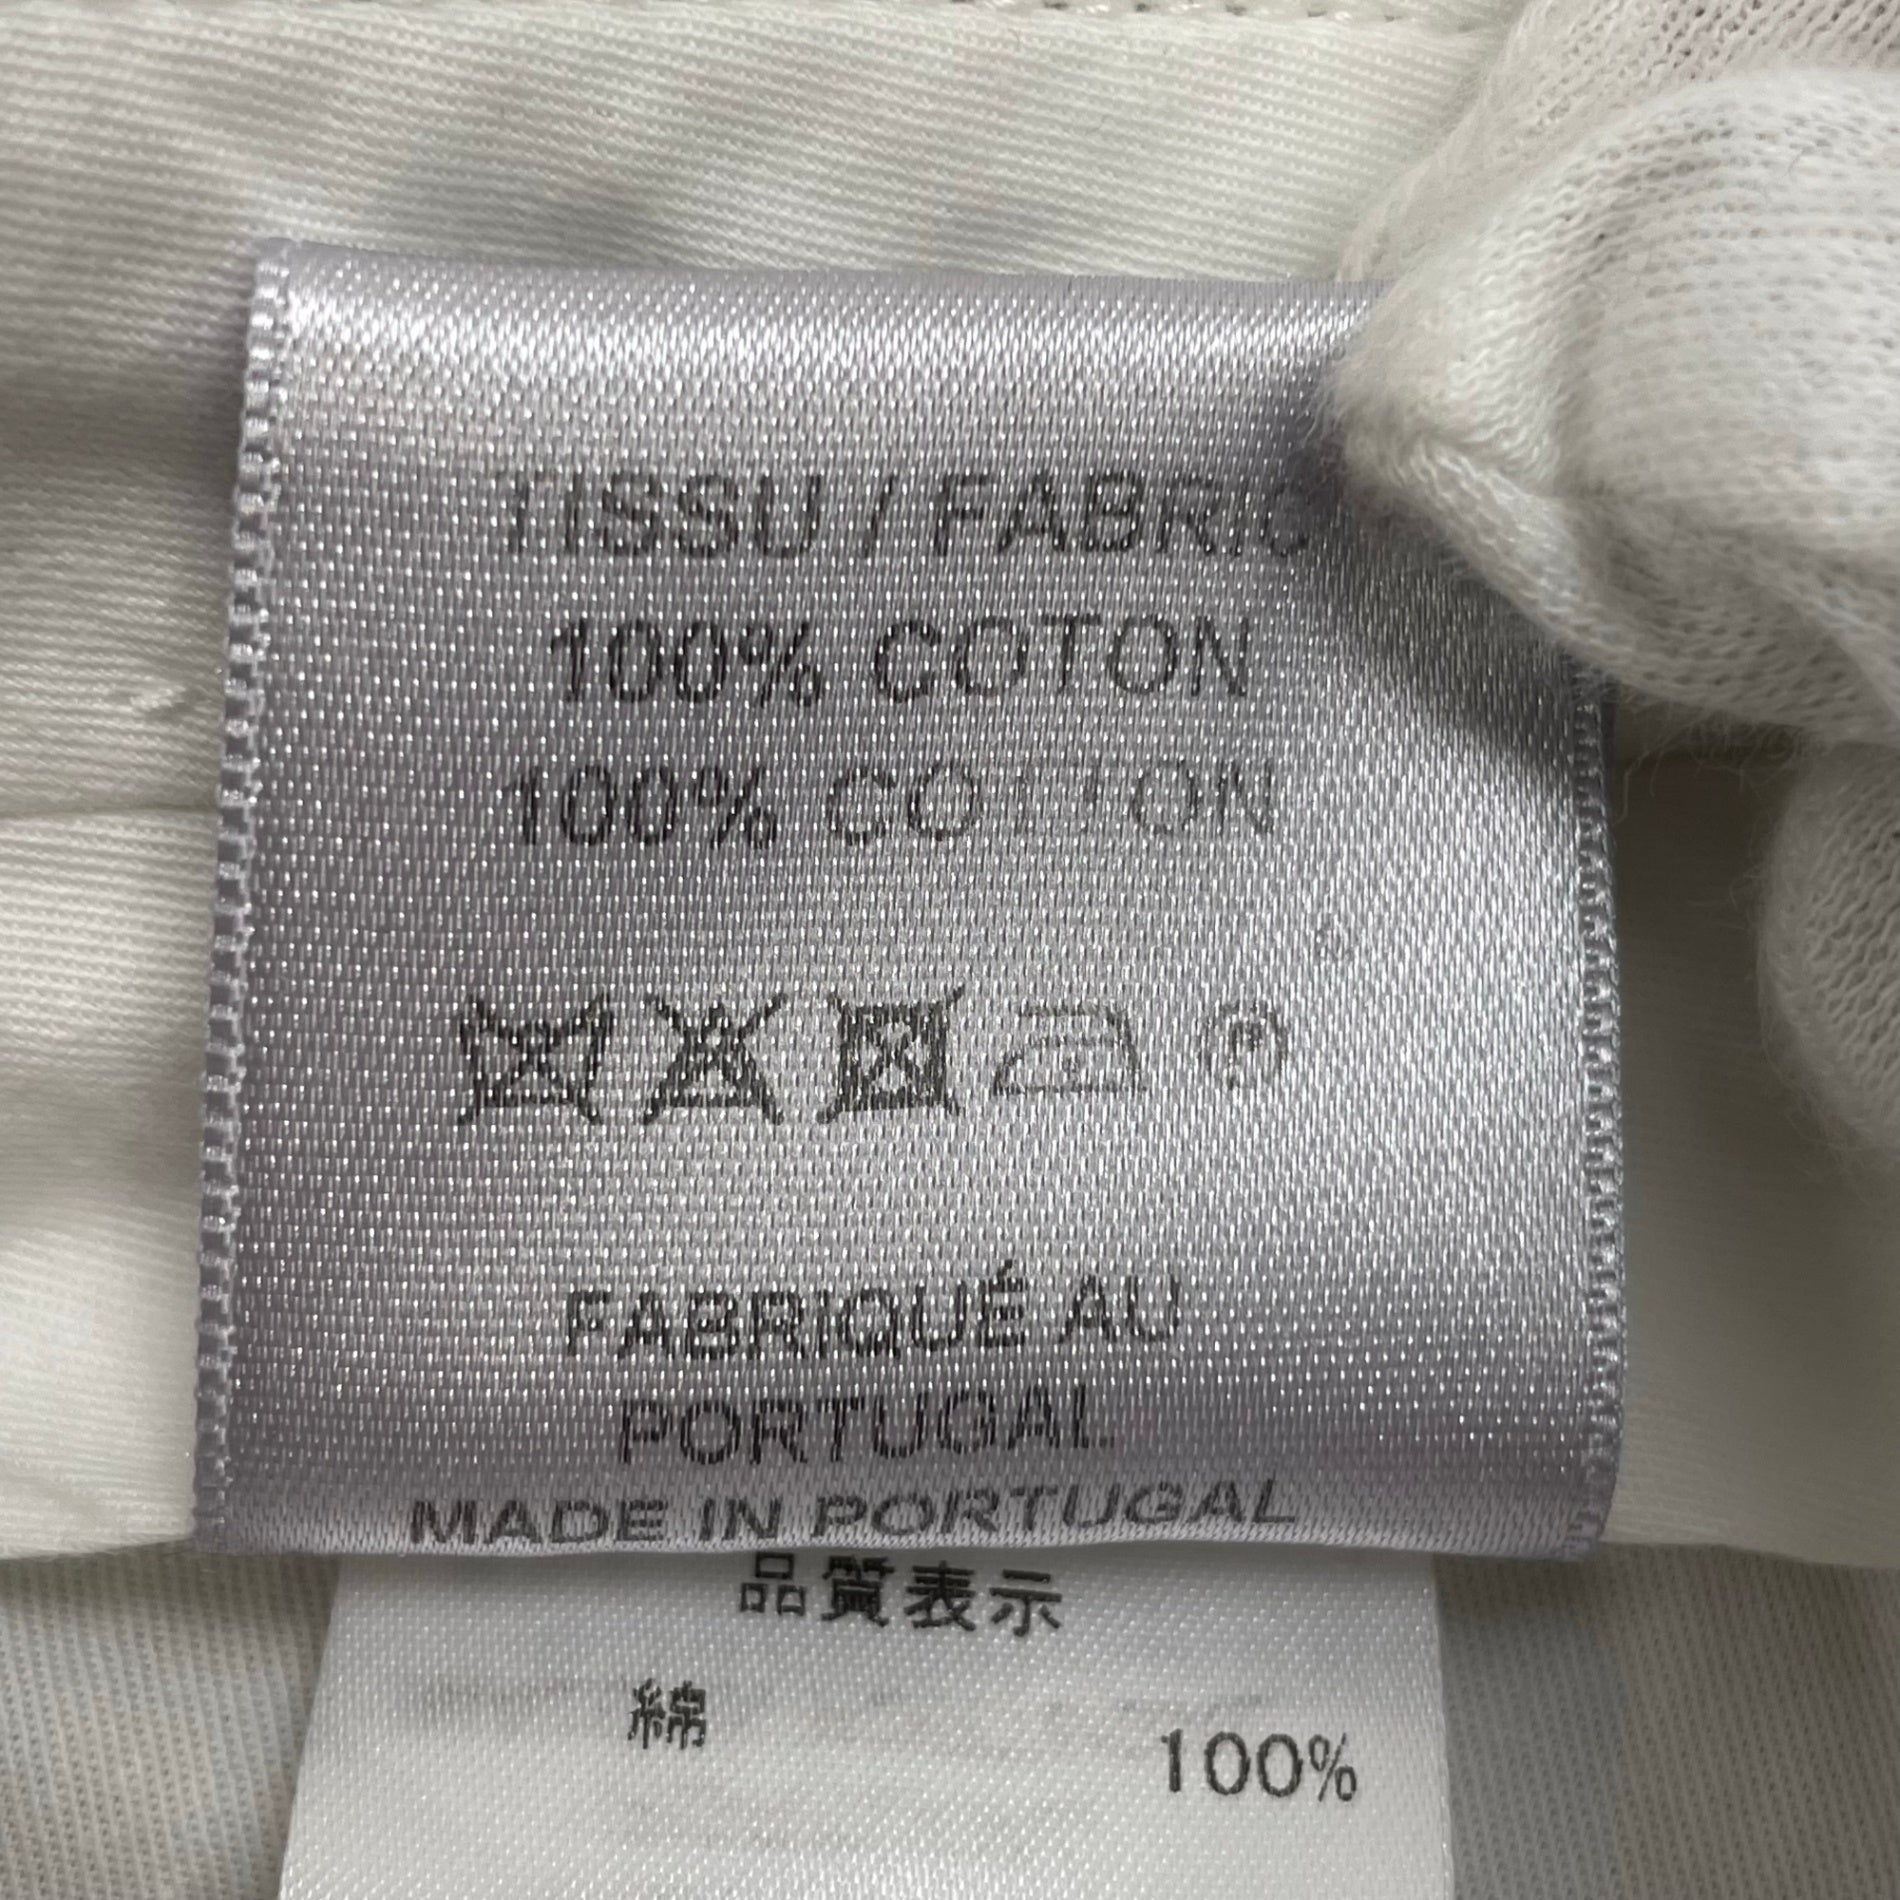 TISSU / FABRIC
100% COTON
100% COTTON
P
FABRIQUÉ AU
PORTUGAL
MADE IN PORTUGAL
品質表示
綿 100%